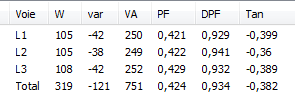 Voie W var VA PF DPF Tan
L1 105 -42 250 0,421 0,929 -0,399
L2 105 -38 249 0,422 0,941 -0,36
L3 108 -42 252 0,429 0,932 -0,389
Total 319 -121 751 0,424 0,934 -0,382